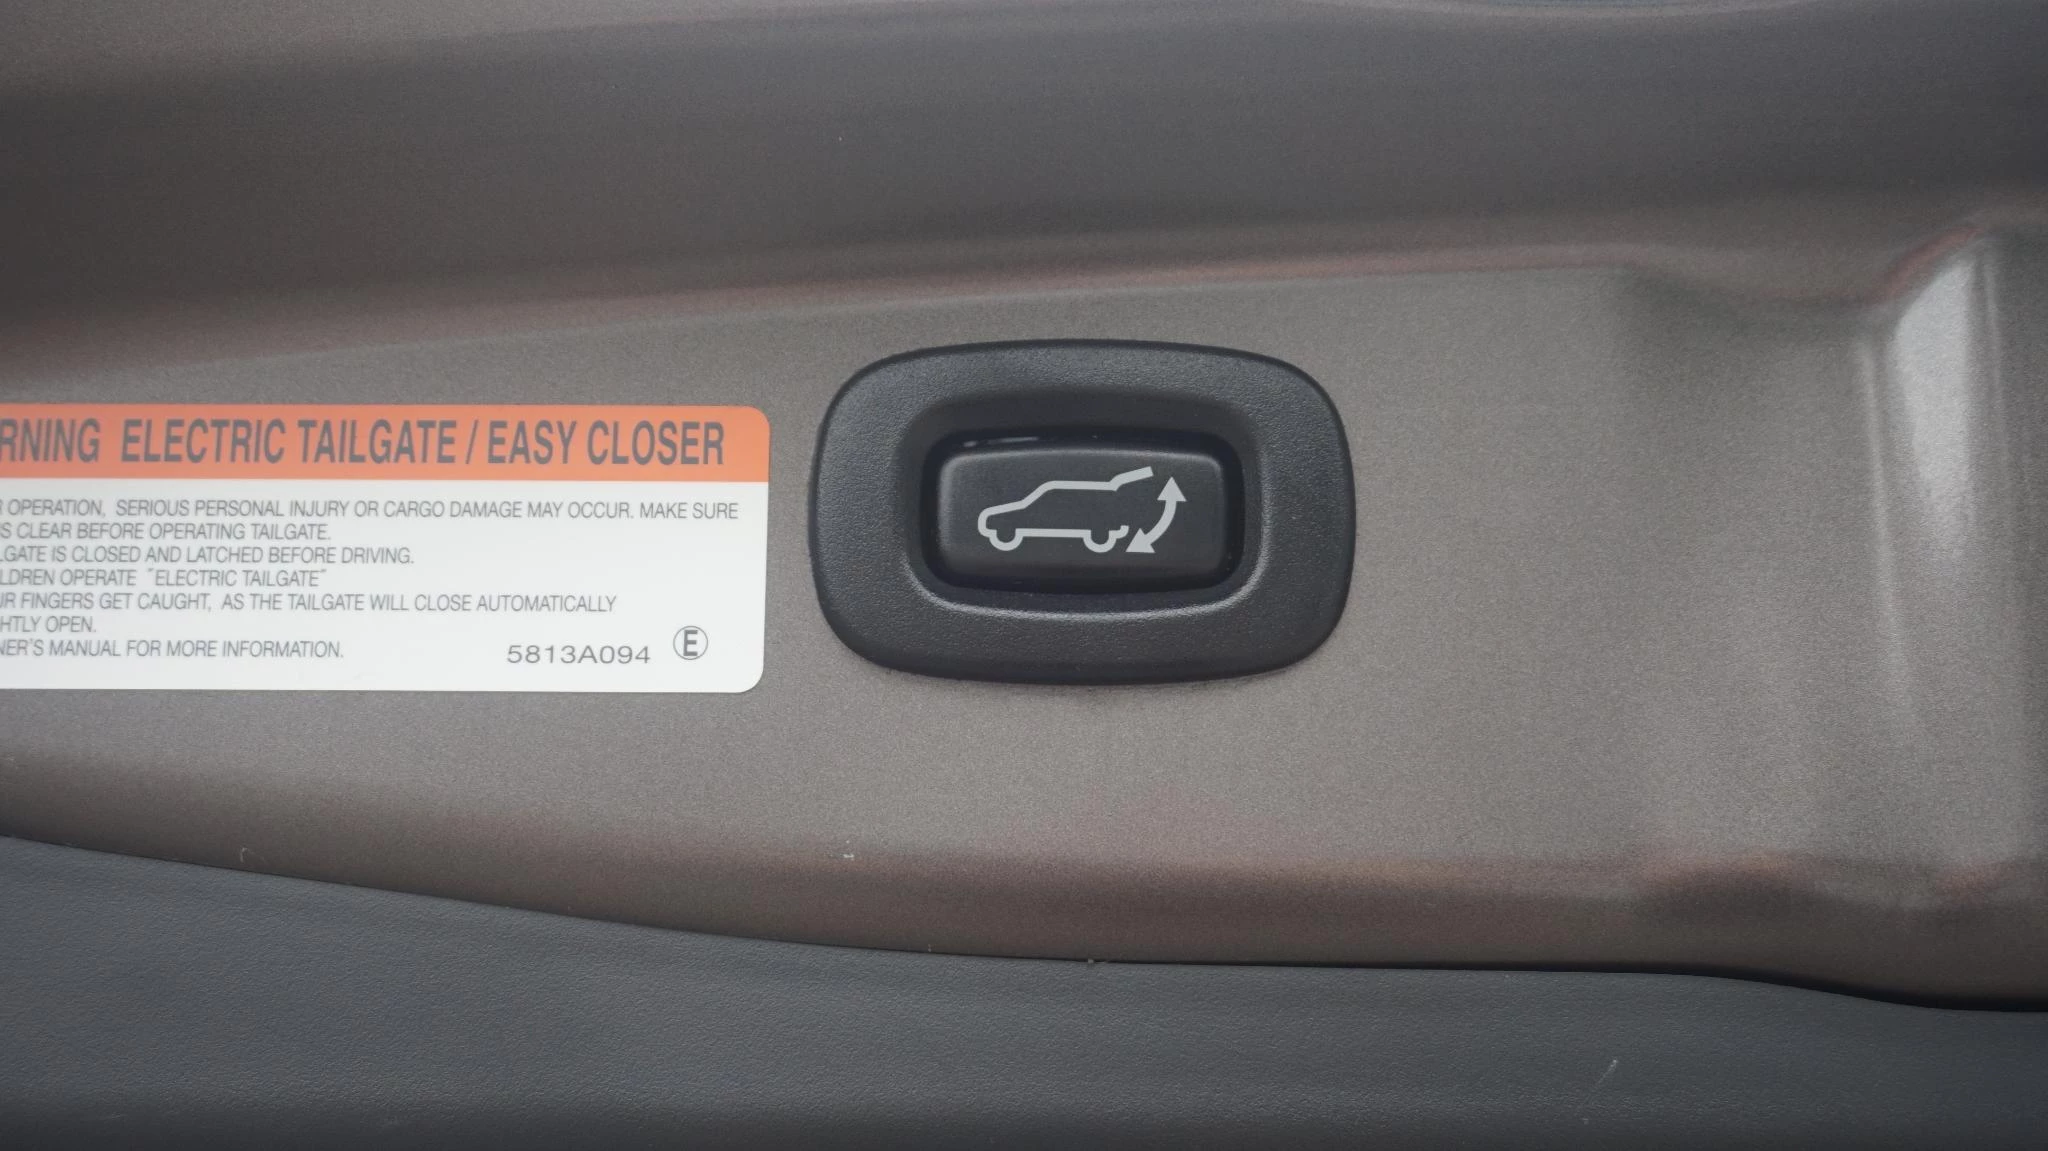 RNING ELECTRIC TAILGATE / EASY CLOSER
R OPERATION, SERIOUS PERSONAL INJURY OR CARGO DAMAGE MAY OCCUR. MAKE SURE
IS CLEAR BEFORE OPERATING TAILGATE.
LGATE IS CLOSED AND LATCHED BEFORE DRIVING.
LDREN OPERATE "ELECTRIC TAILGATE"
UR FINGERS GET CAUGHT, AS THE TAILGATE WILL CLOSE AUTOMATICALLY
HTLY OPEN.
NER'S MANUAL FOR MORE INFORMATION.
5813A094 E